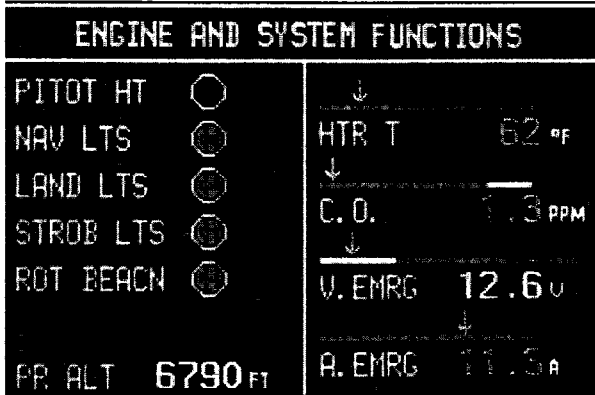 ENGINE AND SYSTEM FUNCTIONS
PITOT HT
NAV LTS
LAND LTS
STROB LTS
ROT BEACN
PR ALT 6790 FT
HTR T 62 °F
C.O. 1.3 PPM
V.EMRG 12.6 V
A.EMRG 11.5 A